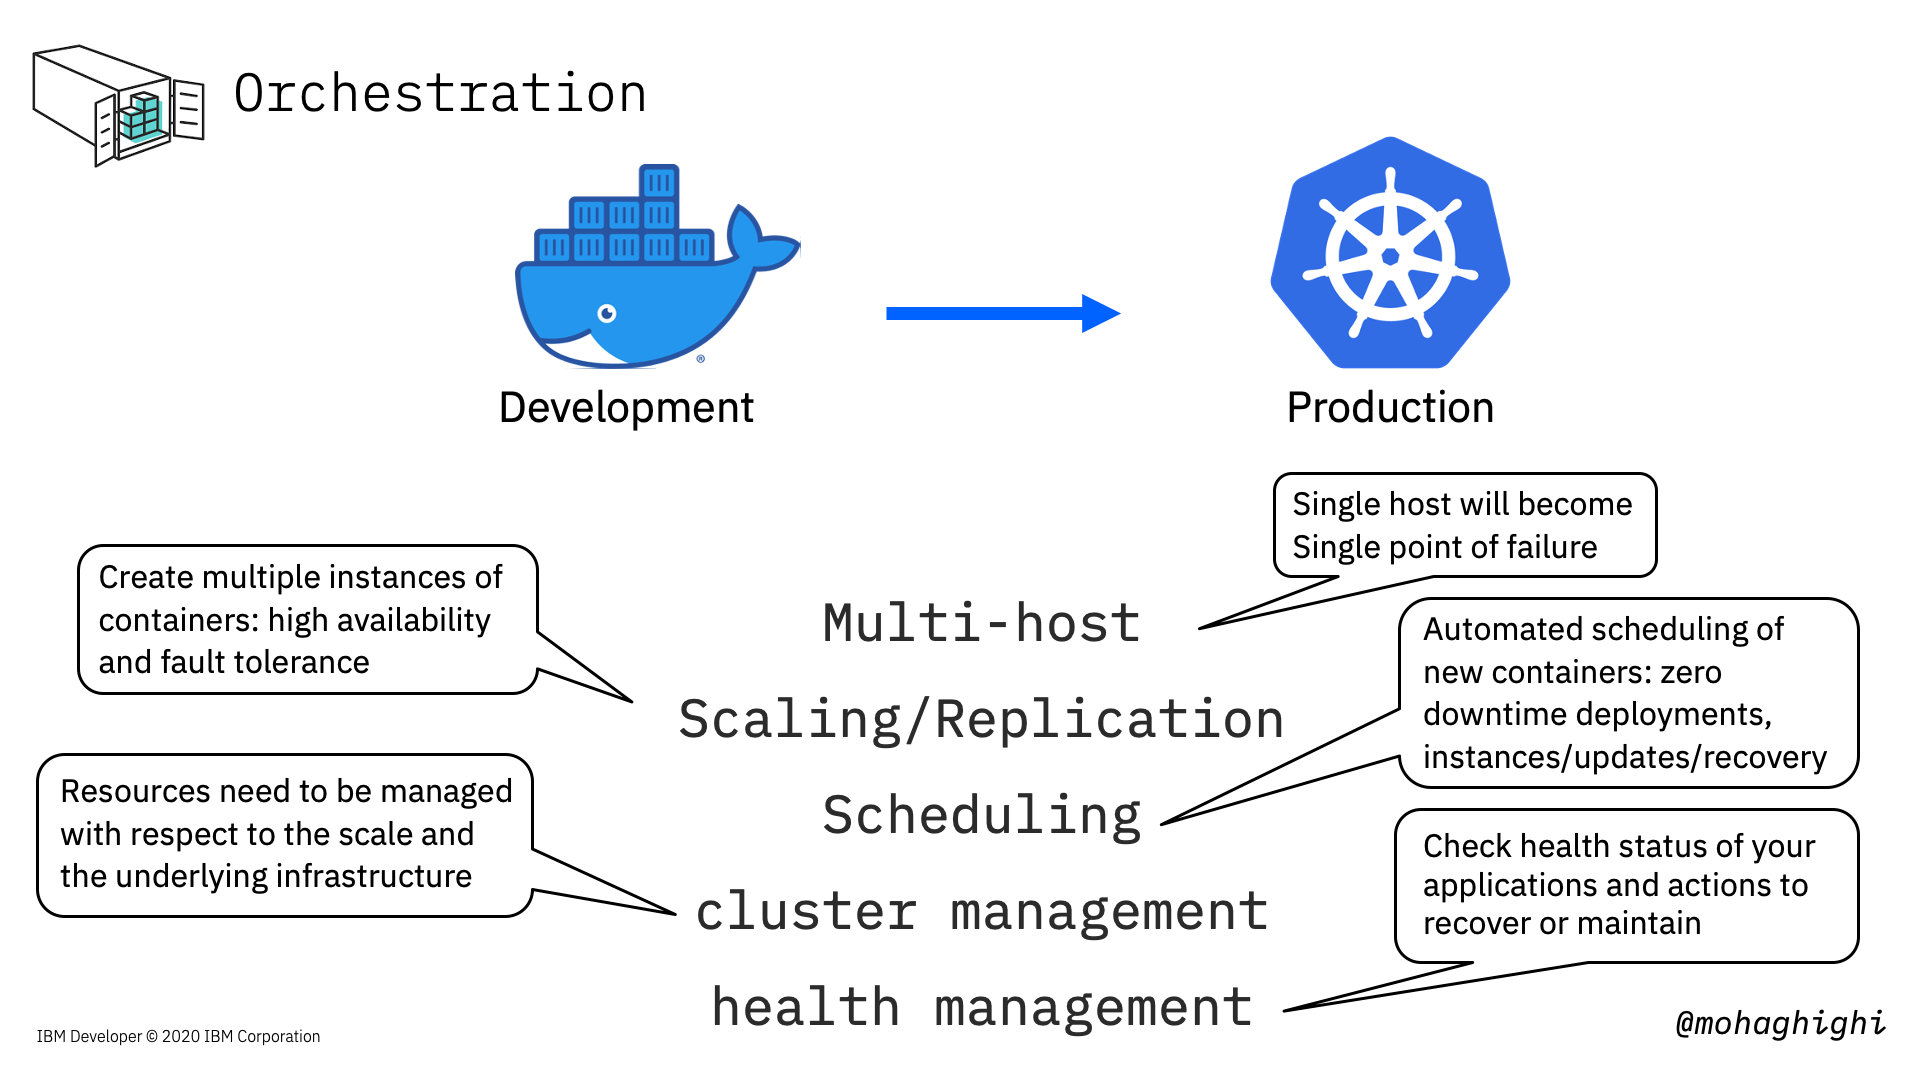 Orchestration
®
Development
Production
Single host will become
Single point of failure
Create multiple instances of
containers: high availability
and fault tolerance
Multi-host
Automated scheduling of
new containers: zero
downtime deployments,
instances/updates/recovery
Scaling/Replication
Resources need to be managed
with respect to the scale and
the underlying infrastructure
Scheduling
Check health status of your
applications and actions to
recover or maintain
cluster management
health management
IBM Developer © 2020 IBM Corporation
@mohaghighi